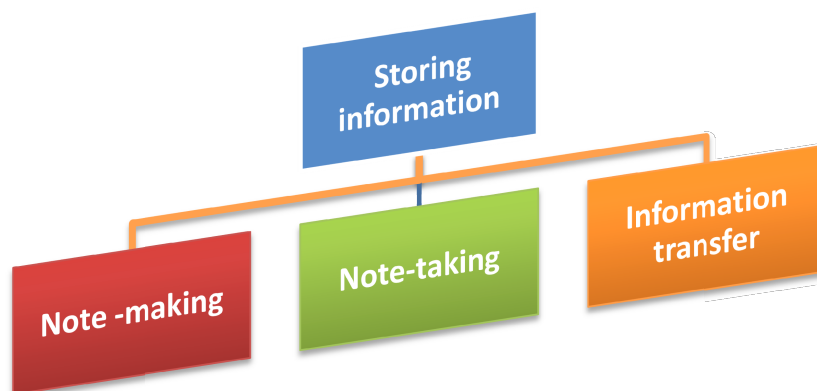 Storing
information
Note -making
Note-taking
Information
transfer